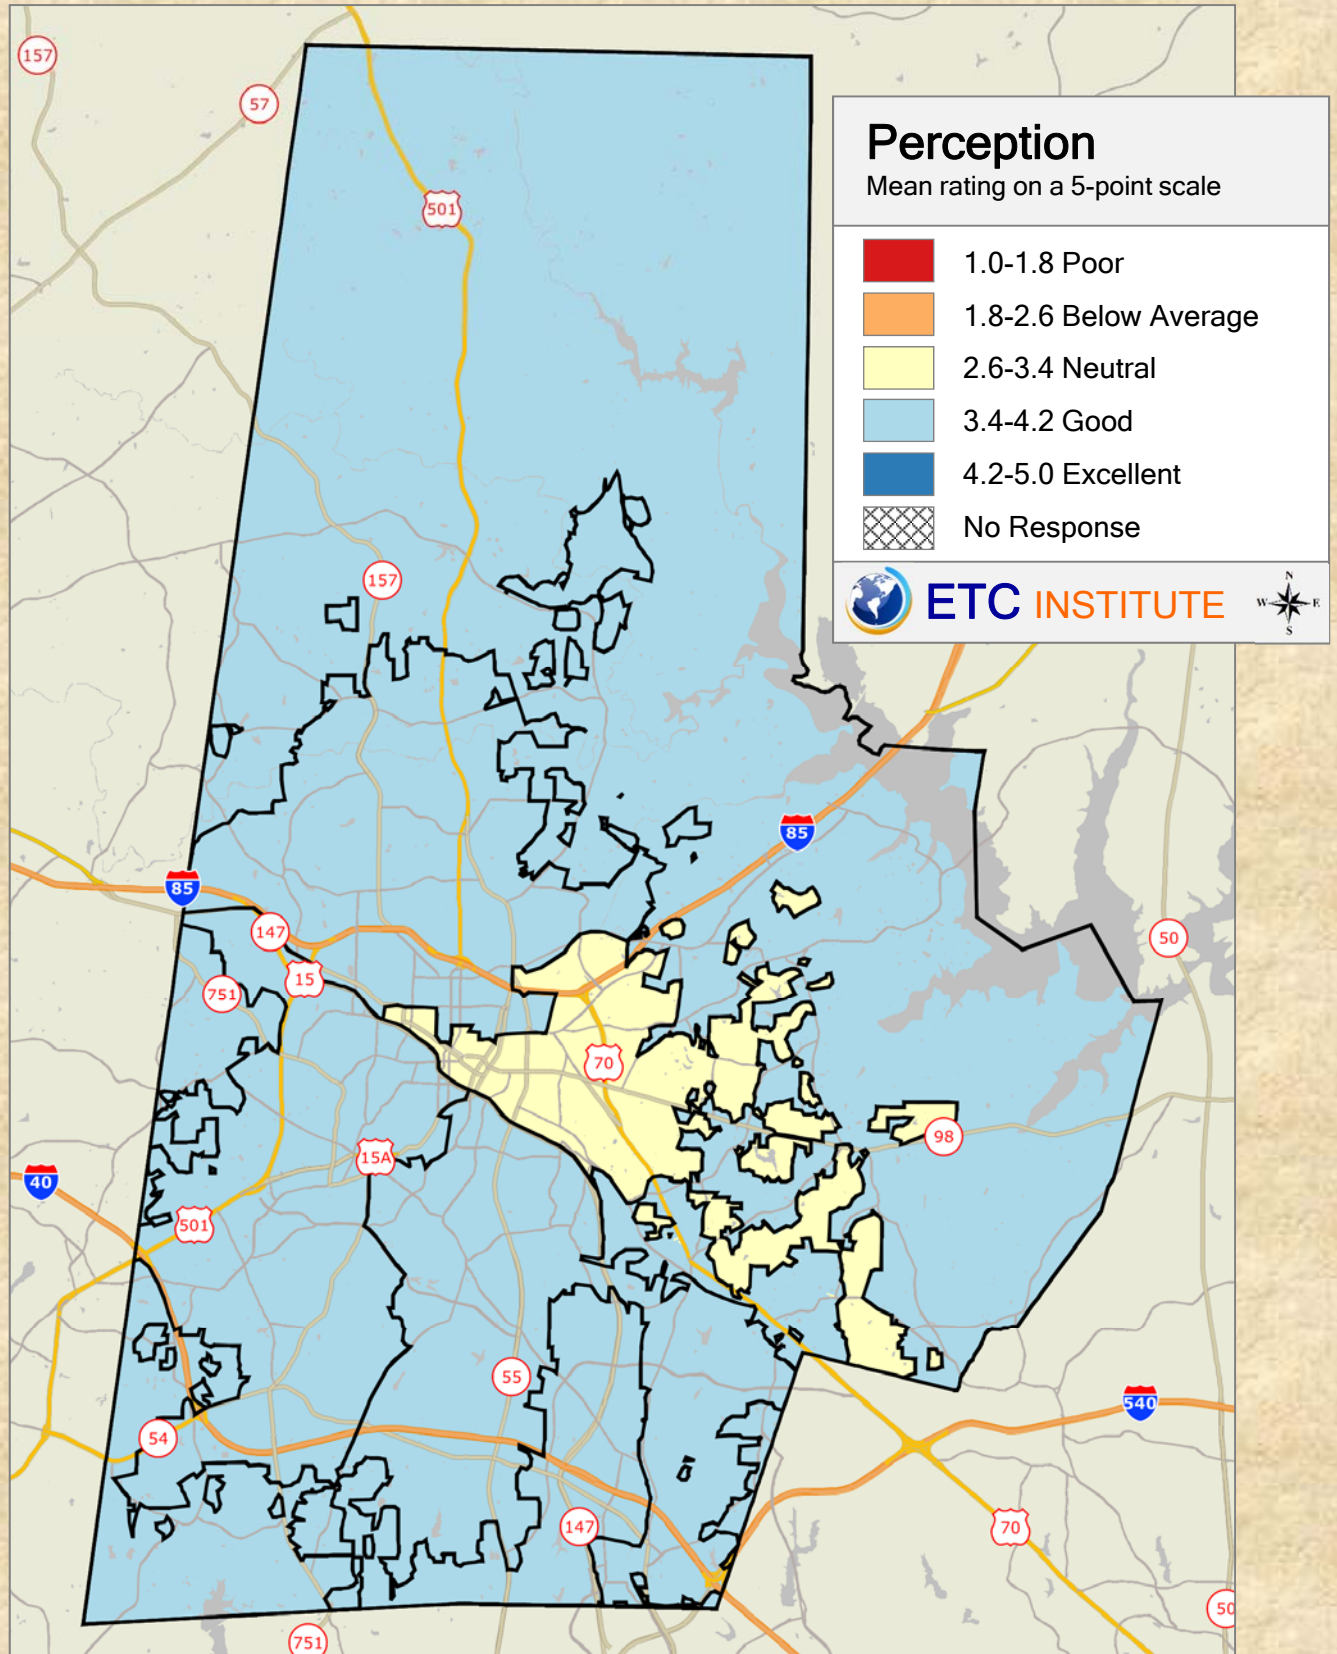 157
57
501
Perception
Mean rating on a 5-point scale
1.0-1.8 Poor
1.8-2.6 Below Average
2.6-3.4 Neutral
3.4-4.2 Good
4.2-5.0 Excellent
No Response
ETC INSTITUTE
N
W E
S
157
85
85
147
50
15
751
70
98
15A
40
501
55
540
54
147
70
50
751